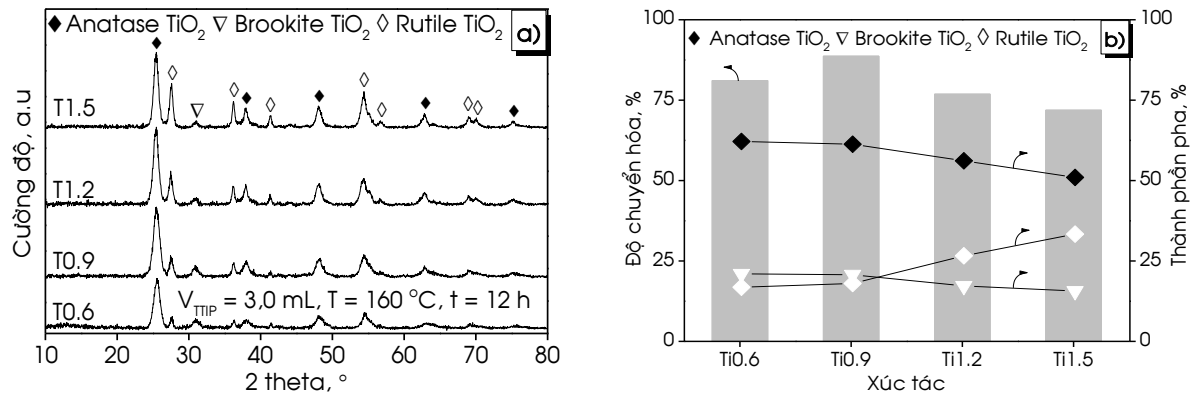 ◆ Anatase TiO2 ▽ Brookite TiO2 ◊ Rutile TiO2
a)
T1.5
T1.2
T0.9
T0.6
VTTIP = 3,0 mL, T = 160 °C, t = 12 h
Cường độ, a.u
10 20 30 40 50 60 70 80
2 theta, °
◆ Anatase TiO2 ▽ Brookite TiO2 ◊ Rutile TiO2
b)
Độ chuyển hóa, %
100
75
50
25
0
Thành phần pha, %
100
75
50
25
0
Ti0.6 Ti0.9 Ti1.2 Ti1.5
Xúc tác